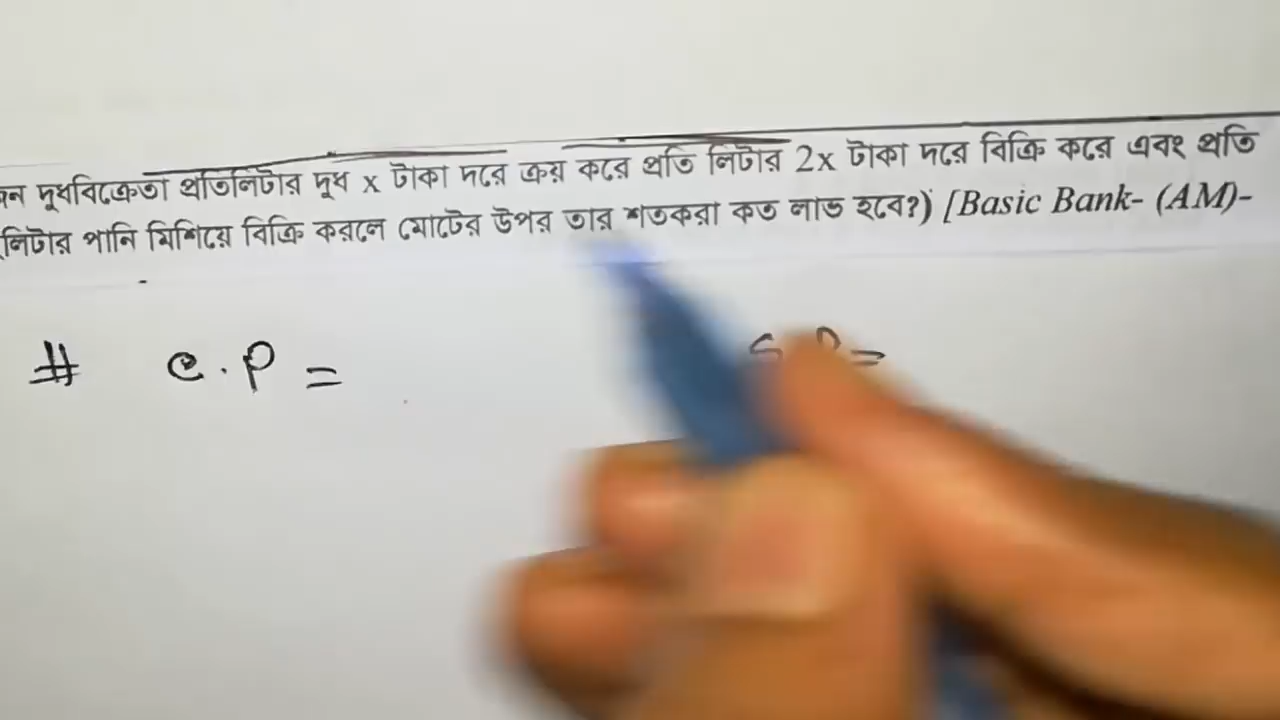 দুধবিক্রেতা প্রতিলিটার দুধ x টাকা দরে ক্রয় করে প্রতি লিটার 2x টাকা দরে বিক্রি করে এবং প্রতি
লিটার পানি মিশিয়ে বিক্রি করলে মোটের উপর তার শতকরা কত লাভ হবে?) [Basic Bank- (AM)-
# C.P =